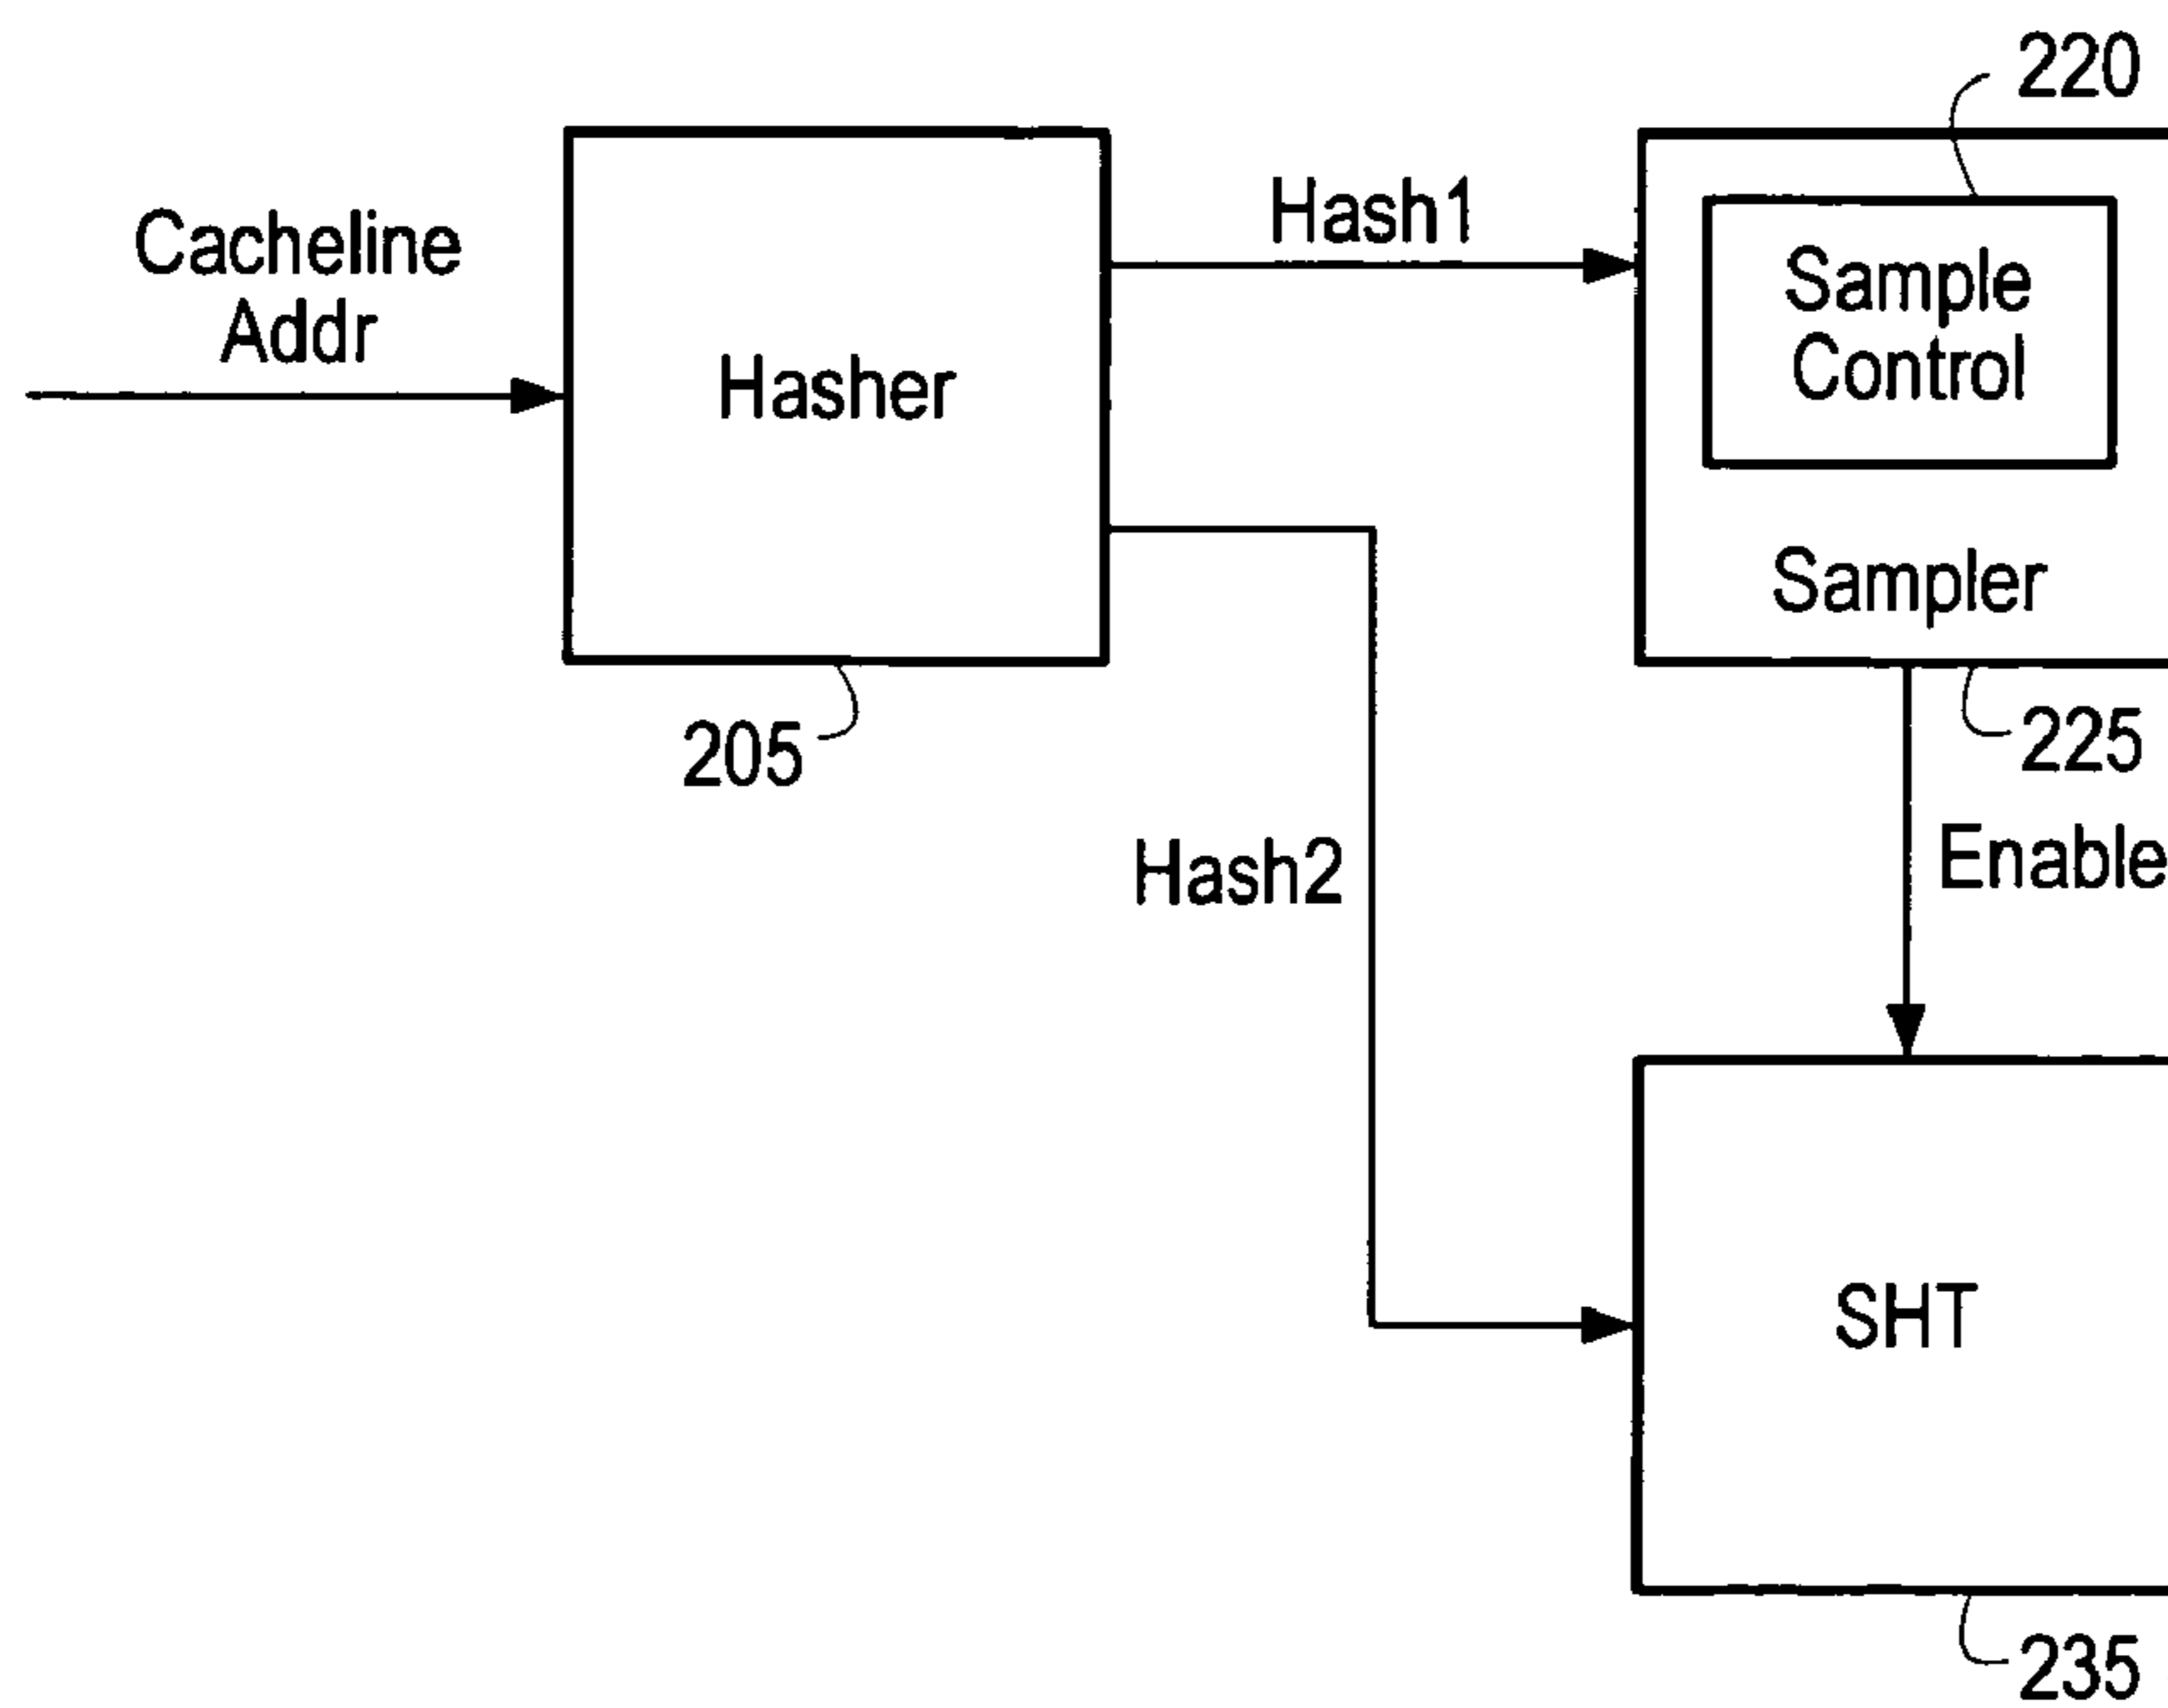 220
Hash1
Cacheline
Addr
Sample
Control
Hasher
Sampler
205
225
Hash2
Enable
SHT
235